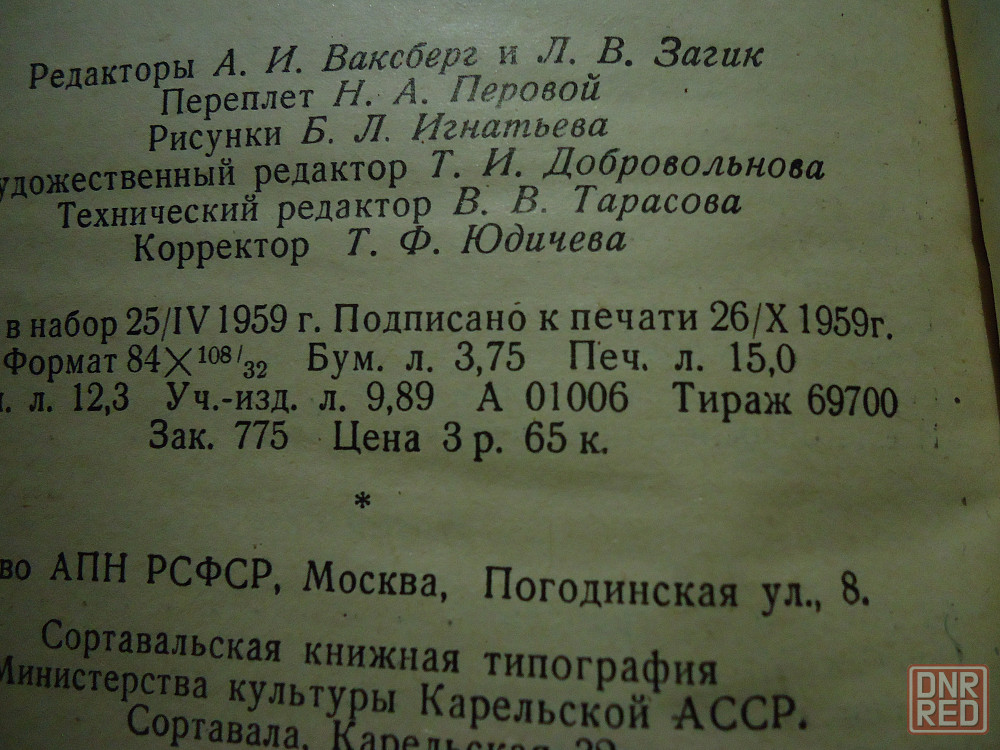 Редакторы А. И. Ваксберг и Л. В. Загик
Переплет Н. А. Перовой
Рисунки Б. Л. Игнатьева
удожественный редактор Т. И. Добровольнова
Технический редактор В. В. Тарасова
Корректор Т. Ф. Юдичева
в набор 25/IV 1959 г. Подписано к печати 26/X 1959г.
Формат 84×108/32 Бум. л. 3,75 Печ. л. 15,0
л. 12,3 Уч.-изд. л. 9,89 А 01006 Тираж 69700
Зак. 775 Цена 3 р. 65 к.
*
во АПН РСФСР, Москва, Погодинская ул., 8.
Сортавальская книжная типография
Министерства культуры Карельской АССР.
Сортавала, Карельская
DNR
RED